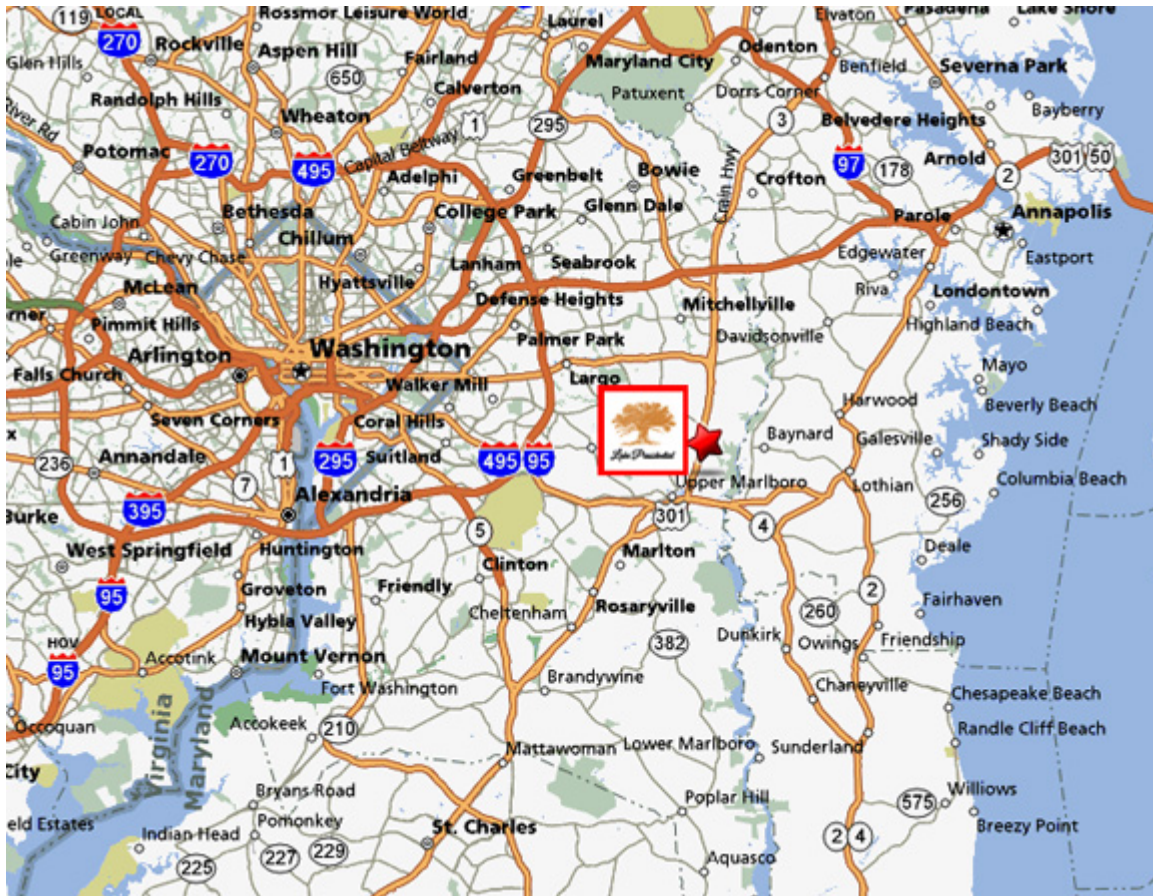 119
LOCAL
270
Rossmor Leisure World
Laurel
Elvaton
Pasadena
Lake Shore
Rockville
Aspen Hill
Fairland
Maryland City
Odenton
Benfield
Severna Park
Glen Hills
650
Calverton
Patuxent
Dorrs Corner
Bayberry
Randolph Hills
Wheaton
1
295
3
Belvedere Heights
River Rd
Potomac
270
495
Capital Beltway
Adelphi
Greenbelt
Bowie
Crain Hwy
Crofton
97
178
Arnold
301
50
2
Bethesda
College Park
Glenn Dale
Parole
Annapolis
Cabin John
Chillum
Greenway
Chevy Chase
Lanham
Seabrook
Edgewater
Eastport
McLean
Hyattsville
Defense Heights
Mitchellville
Riva
Londontown
Pimmit Hills
Palmer Park
Davidsonville
Highland Beach
Arlington
Washington
Falls Church
Walker Mill
Largo
Mayo
Seven Corners
Coral Hills
Harwood
Beverly Beach
236
Annandale
1
295
Suitland
495
95
Lake Presidential
Baynard
Galesville
Shady Side
7
Alexandria
Upper Marlboro
Lothian
Columbia Beach
395
301
4
256
Burke
West Springfield
Huntington
5
Marlton
Deale
Clinton
95
Groveton
Friendly
Rosaryville
2
Fairhaven
Hybla Valley
Cheltenham
260
HOV
95
Accotink
Mount Vernon
382
Dunkirk
Owings
Friendship
Fort Washington
Brandywine
Chaneyville
Chesapeake Beach
Occoquan
Virginia
Maryland
Accokeek
210
Mattawoman
Lower Marlboro
Sunderland
Randle Cliff Beach
City
Bryans Road
Poplar Hill
575
Williows
field Estates
Indian Head
Pomonkey
St. Charles
2
4
Breezy Point
225
227
229
Aquasco